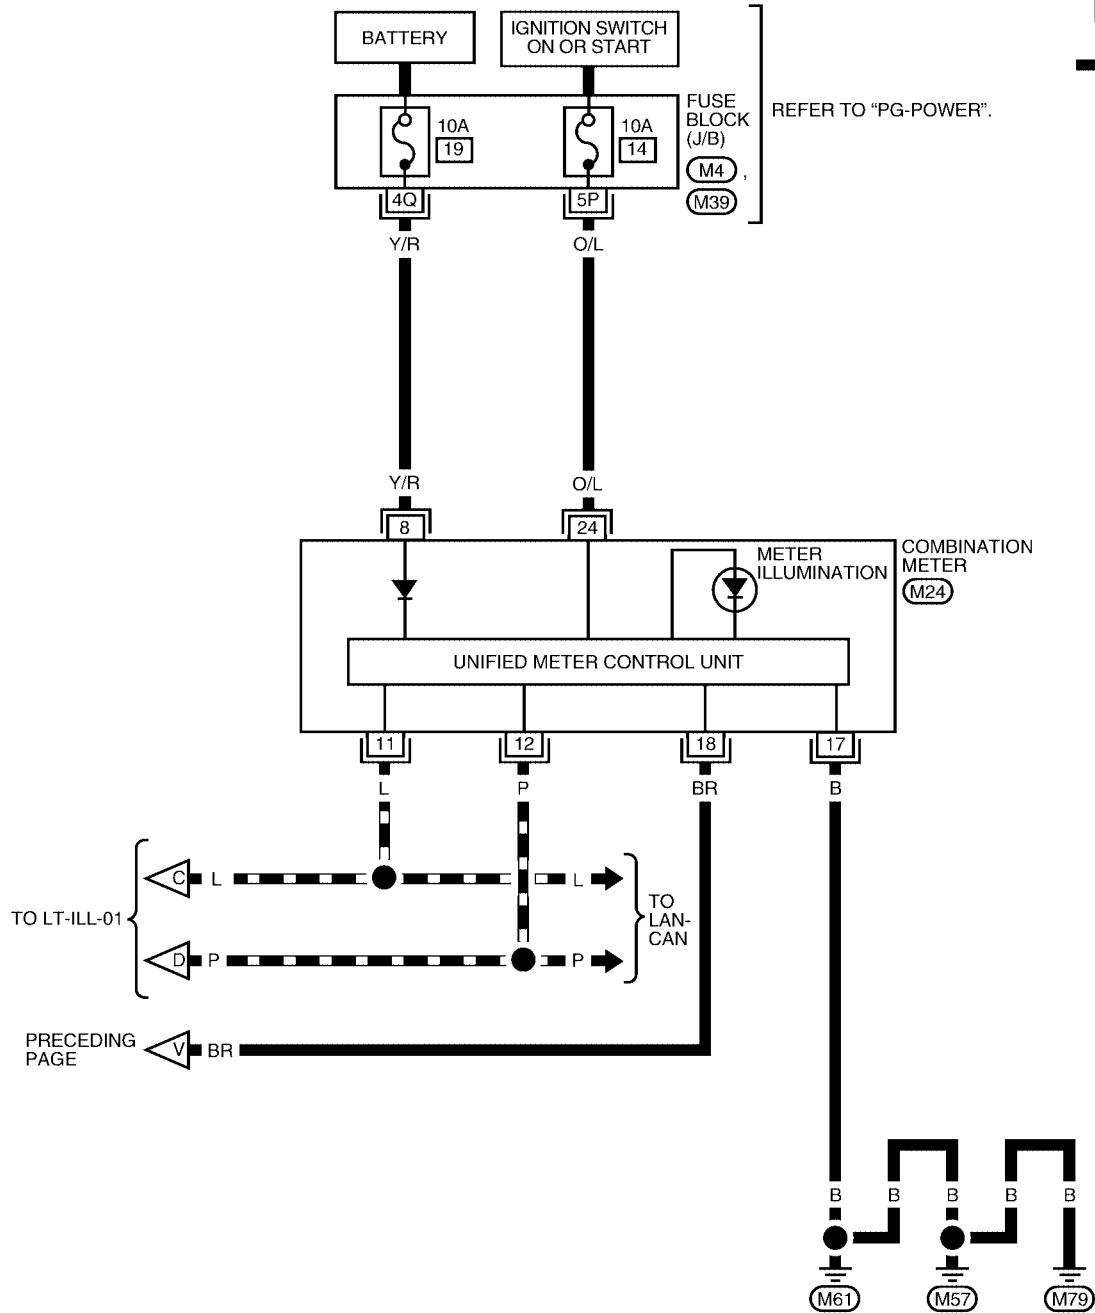 BATTERY
IGNITION SWITCH
ON OR START
FUSE
BLOCK
(J/B)
REFER TO “PG-POWER”.
10A
19
10A
14
M4 ,
M39
4Q
5P
Y/R
O/L
Y/R
O/L
8
24
METER
ILLUMINATION
COMBINATION
METER
M24
UNIFIED METER CONTROL UNIT
11
12
18
17
L
P
BR
B
C
L
L
TO LT-ILL-01
TO
LAN-
CAN
D
P
P
PRECEDING
PAGE
V
BR
B
B
B
B
B
M61
M57
M79